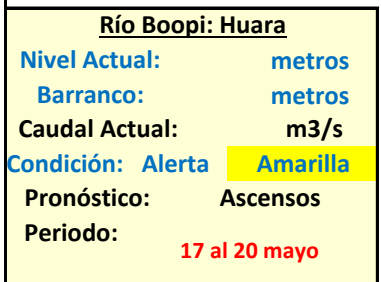 Río Boopi: Huara
Nivel Actual: metros
Barranco: metros
Caudal Actual: m3/s
Condición: Alerta Amarilla
Pronóstico: Ascensos
Periodo:
17 al 20 mayo